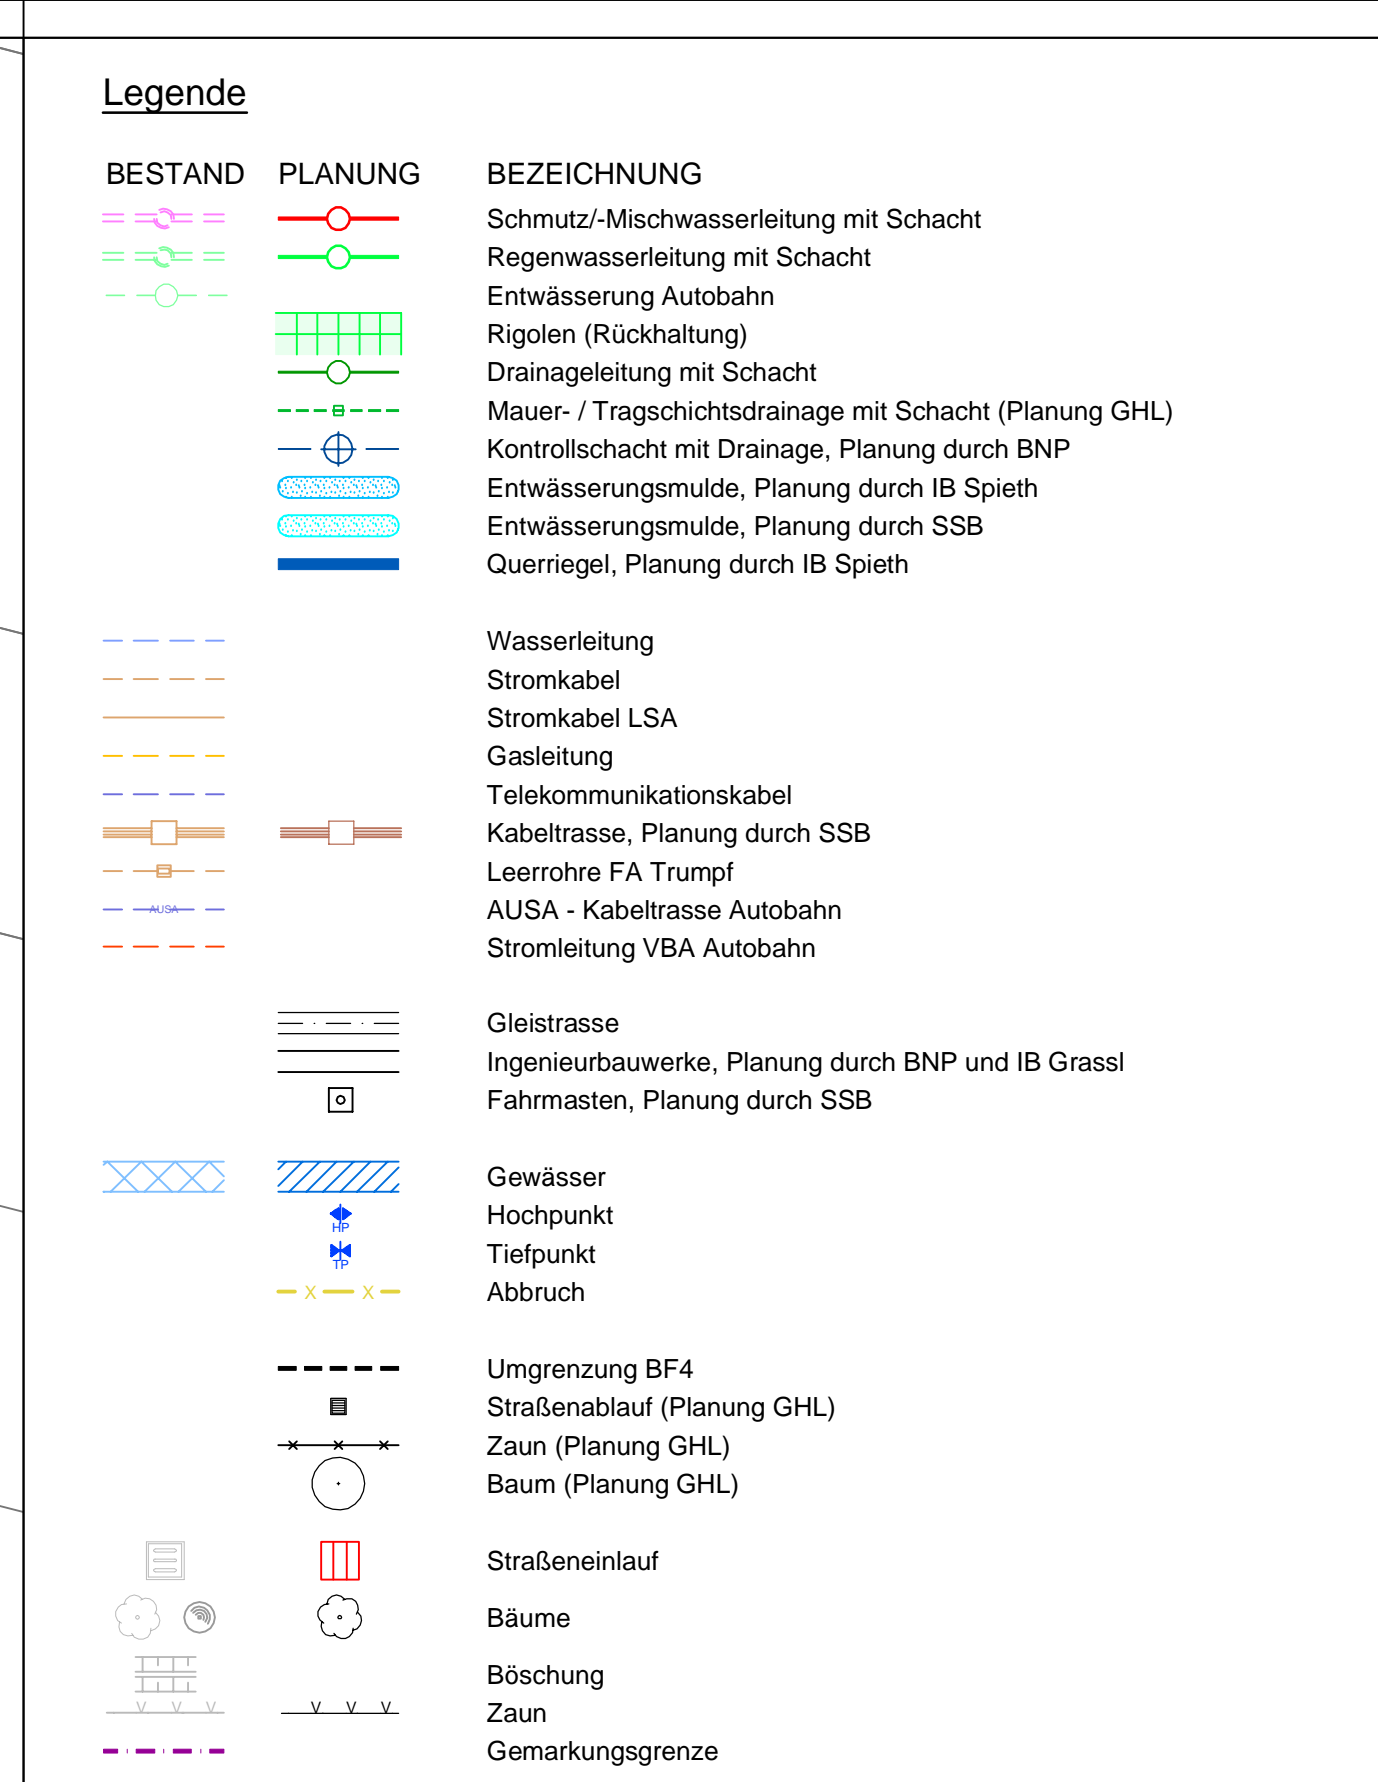 Legende
BESTAND PLANUNG BEZEICHNUNG
Schmutz/-Mischwasserleitung mit Schacht
Regenwasserleitung mit Schacht
Entwässerung Autobahn
Rigolen (Rückhaltung)
Drainageleitung mit Schacht
Mauer- / Tragschichtsdrainage mit Schacht (Planung GHL)
Kontrollschacht mit Drainage, Planung durch BNP
Entwässerungsmulde, Planung durch IB Spieth
Entwässerungsmulde, Planung durch SSB
Querriegel, Planung durch IB Spieth
Wasserleitung
Stromkabel
Stromkabel LSA
Gasleitung
Telekommunikationskabel
Kabeltrasse, Planung durch SSB
Leerrohre FA Trumpf
AUSA AUSA - Kabeltrasse Autobahn
Stromleitung VBA Autobahn
Gleistrasse
Ingenieurbauwerke, Planung durch BNP und IB Grassl
Fahrmasten, Planung durch SSB
Gewässer
HP Hochpunkt
TP Tiefpunkt
X X Abbruch
Umgrenzung BF4
Straßenablauf (Planung GHL)
Zaun (Planung GHL)
Baum (Planung GHL)
Straßeneinlauf
Bäume
Böschung
Zaun
Gemarkungsgrenze